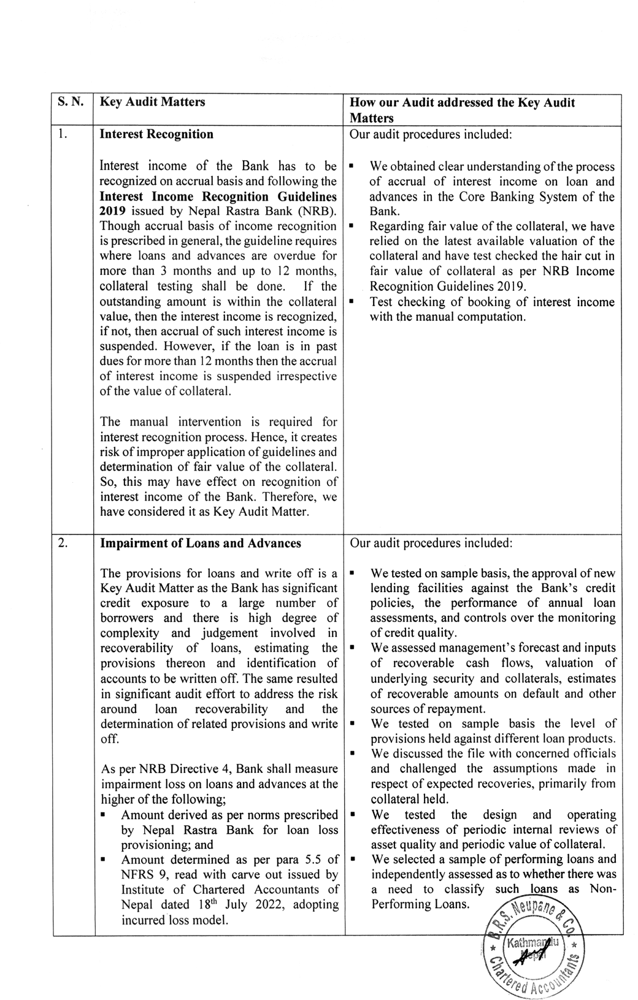 S. N.
Key Audit Matters
How our Audit addressed the Key Audit
Matters
1.
Interest Recognition
Interest income of the Bank has to be
recognized on accrual basis and following the
Interest Income Recognition Guidelines
2019 issued by Nepal Rastra Bank (NRB).
Though accrual basis of income recognition
is prescribed in general, the guideline requires
where loans and advances are overdue for
more than 3 months and up to 12 months,
collateral testing shall be done. If the
outstanding amount is within the collateral
value, then the interest income is recognized,
if not, then accrual of such interest income is
suspended. However, if the loan is in past
dues for more than 12 months then the accrual
of interest income is suspended irrespective
of the value of collateral.
The manual intervention is required for
interest recognition process. Hence, it creates
risk of improper application of guidelines and
determination of fair value of the collateral.
So, this may have effect on recognition of
interest income of the Bank. Therefore, we
have considered it as Key Audit Matter.
Our audit procedures included:
▪ We obtained clear understanding of the process
of accrual of interest income on loan and
advances in the Core Banking System of the
Bank.
▪ Regarding fair value of the collateral, we have
relied on the latest available valuation of the
collateral and have test checked the hair cut in
fair value of collateral as per NRB Income
Recognition Guidelines 2019.
▪ Test checking of booking of interest income
with the manual computation.
2.
Impairment of Loans and Advances
The provisions for loans and write off is a
Key Audit Matter as the Bank has significant
credit exposure to a large number of
borrowers and there is high degree of
complexity and judgement involved in
recoverability of loans, estimating the
provisions thereon and identification of
accounts to be written off. The same resulted
in significant audit effort to address the risk
around loan recoverability and the
determination of related provisions and write
off.
As per NRB Directive 4, Bank shall measure
impairment loss on loans and advances at the
higher of the following;
▪ Amount derived as per norms prescribed
by Nepal Rastra Bank for loan loss
provisioning; and
▪ Amount determined as per para 5.5 of
NFRS 9, read with carve out issued by
Institute of Chartered Accountants of
Nepal dated 18th July 2022, adopting
incurred loss model.
Our audit procedures included:
▪ We tested on sample basis, the approval of new
lending facilities against the Bank's credit
policies, the performance of annual loan
assessments, and controls over the monitoring
of credit quality.
▪ We assessed management's forecast and inputs
of recoverable cash flows, valuation of
underlying security and collaterals, estimates
of recoverable amounts on default and other
sources of repayment.
▪ We tested on sample basis the level of
provisions held against different loan products.
▪ We discussed the file with concerned officials
and challenged the assumptions made in
respect of expected recoveries, primarily from
collateral held.
▪ We tested the design and operating
effectiveness of periodic internal reviews of
asset quality and periodic value of collateral.
▪ We selected a sample of performing loans and
independently assessed as to whether there was
a need to classify such loans as Non-
Performing Loans.
B.R.S. Neupane & Co.
Kathmandu
Nepal
Chartered Accountants